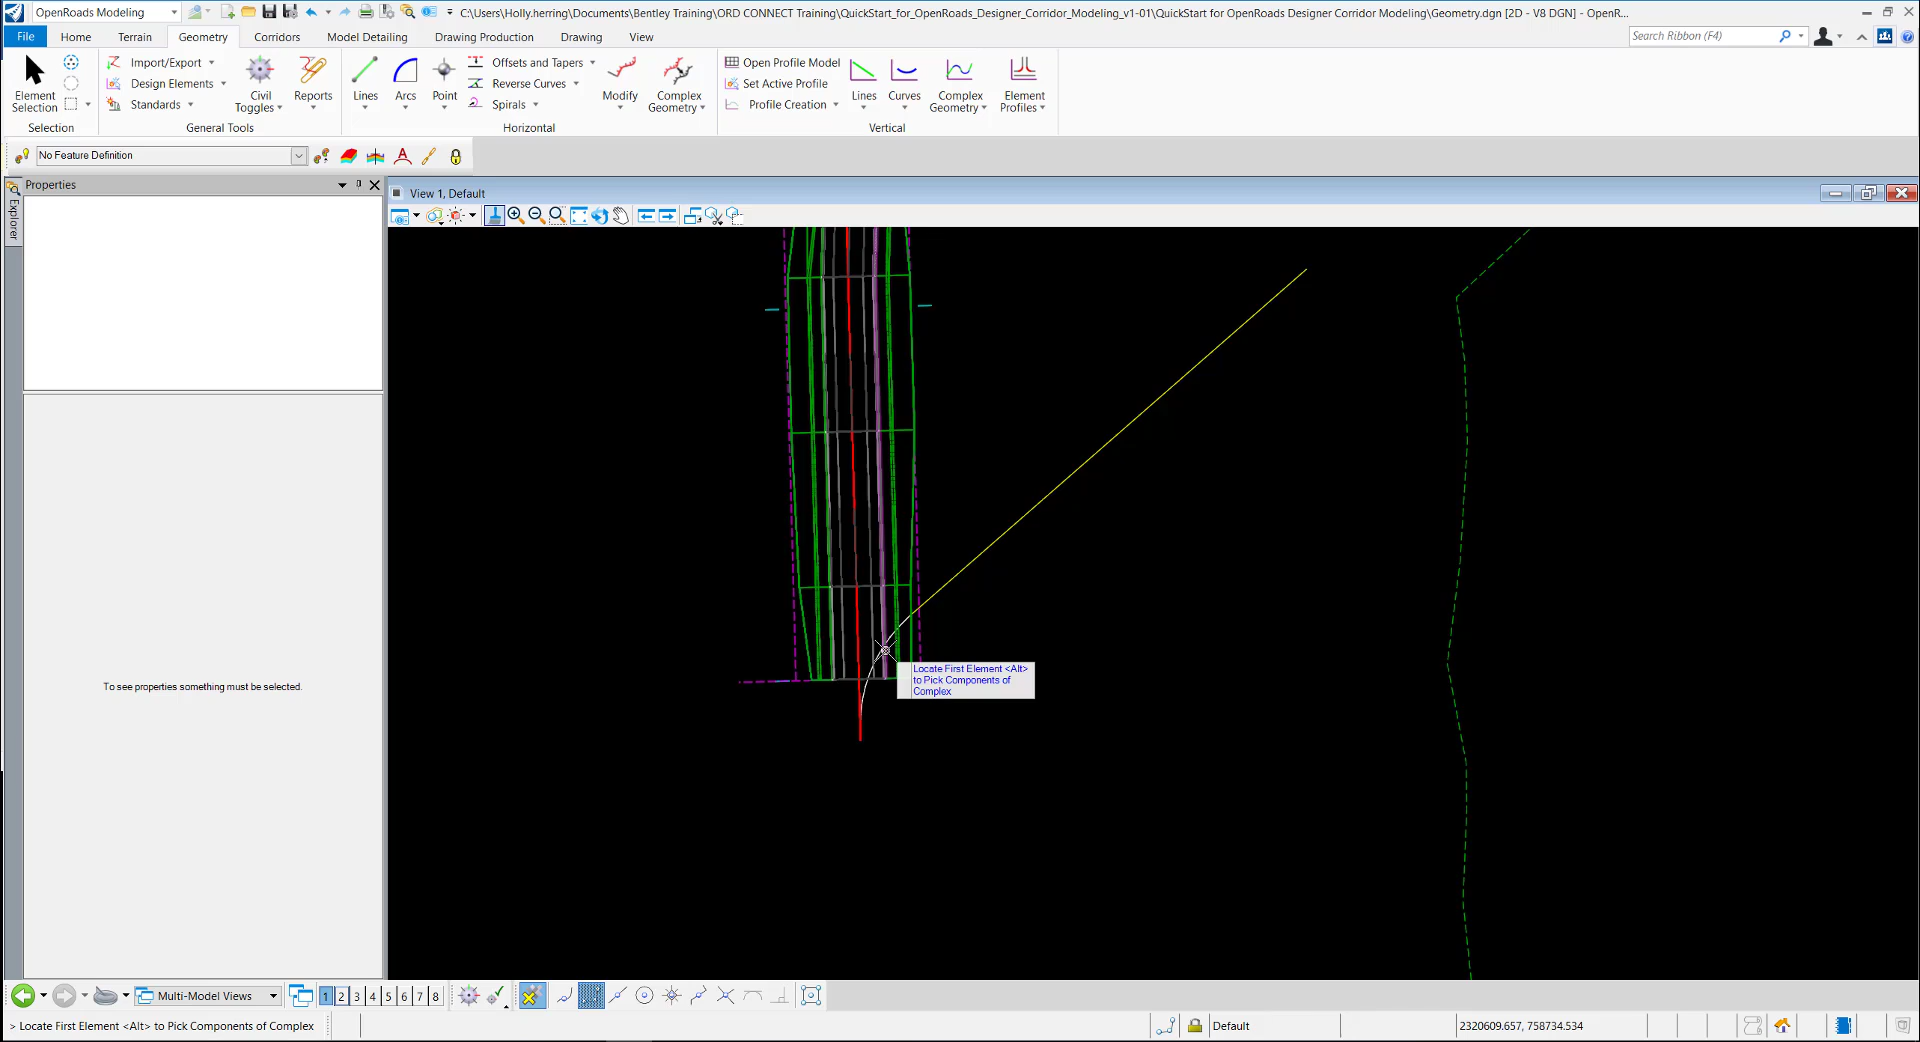 OpenRoads Modeling
C:\Users\Holly.herring\Documents\Bentley Training\ORD CONNECT Training\QuickStart_for_OpenRoads_Designer_Corridor_Modeling_v1-01\QuickStart for OpenRoads Designer Corridor Modeling\Geometry.dgn [2D - V8 DGN] - OpenR...
File Home Terrain Geometry Corridors Model Detailing Drawing Production Drawing View
Search Ribbon (F4)
Element Selection
Import/Export
Design Elements
Standards
Civil Toggles
Reports
Lines
Arcs
Point
Offsets and Tapers
Reverse Curves
Spirals
Modify
Complex Geometry
Open Profile Model
Set Active Profile
Profile Creation
Lines
Curves
Complex Geometry
Element Profiles
Selection
General Tools
Horizontal
Vertical
No Feature Definition
Properties
Explorer
To see properties something must be selected.
View 1, Default
Locate First Element <Alt>
to Pick Components of
Complex
Multi-Model Views
1 2 3 4 5 6 7 8
> Locate First Element <Alt> to Pick Components of Complex
Default
2320609.657, 758734.534